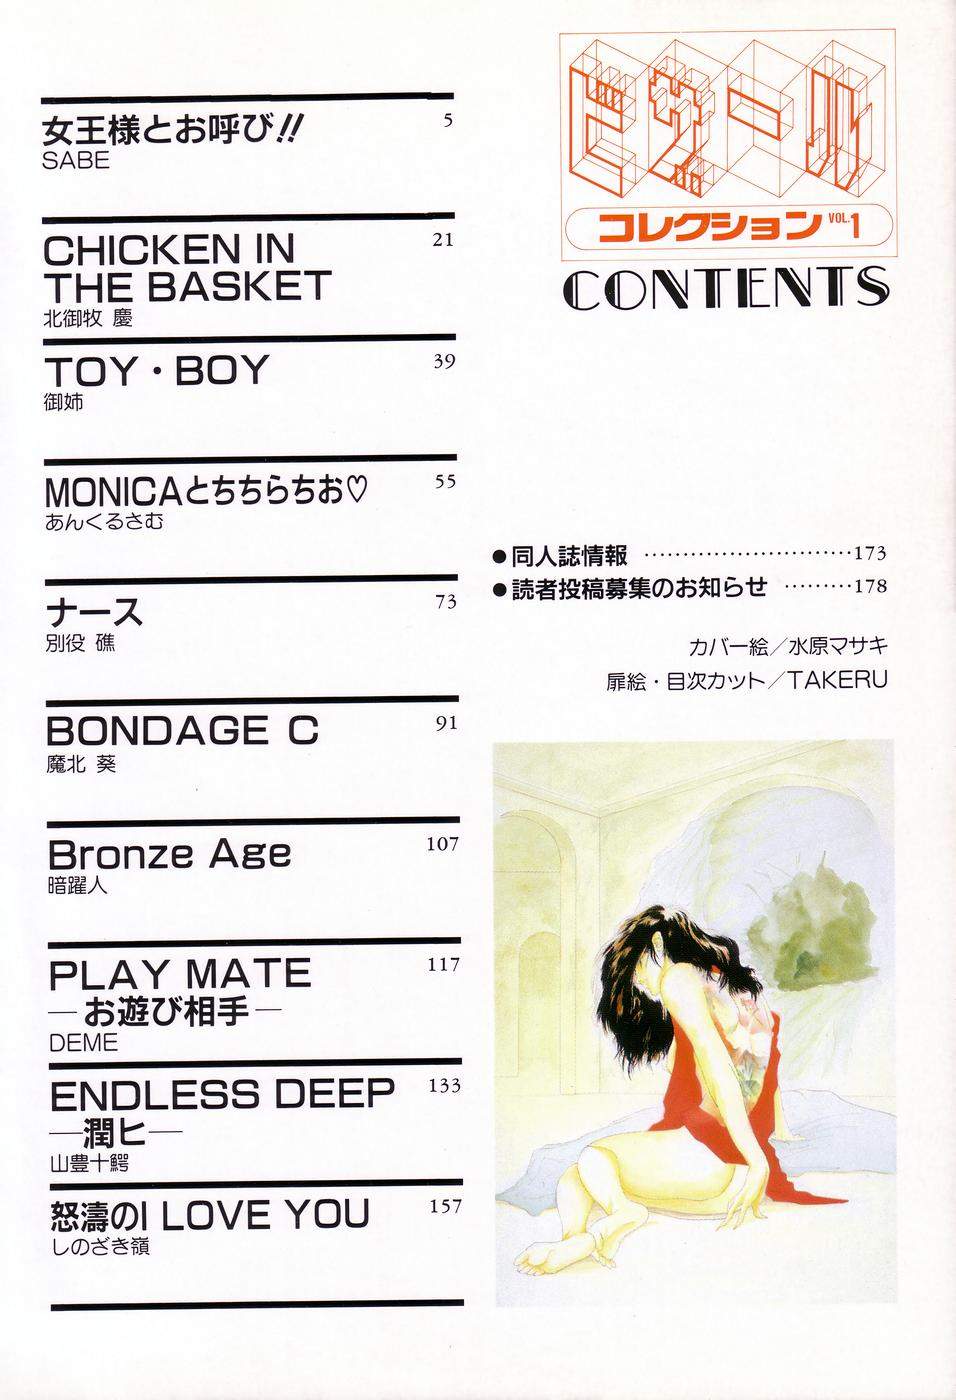 女王様とお呼び!! 5
SABE
CHICKEN IN 21
THE BASKET
北御牧 慶
TOY・BOY 39
御姉
MONICAとちちらちお♡ 55
あんくるさむ
ナース 73
別役 礁
BONDAGE C 91
魔北 葵
Bronze Age 107
暗躍人
PLAY MATE 117
―お遊び相手―
DEME
ENDLESS DEEP 133
―潤ヒ―
山豊十鰐
怒濤のI LOVE YOU 157
しのざき嶺
ビザール
コレクション VOL.1
CONTENTS
●同人誌情報 …………………………173
●読者投稿募集のお知らせ ………178
カバー絵／水原マサキ
扉絵・目次カット／TAKERU